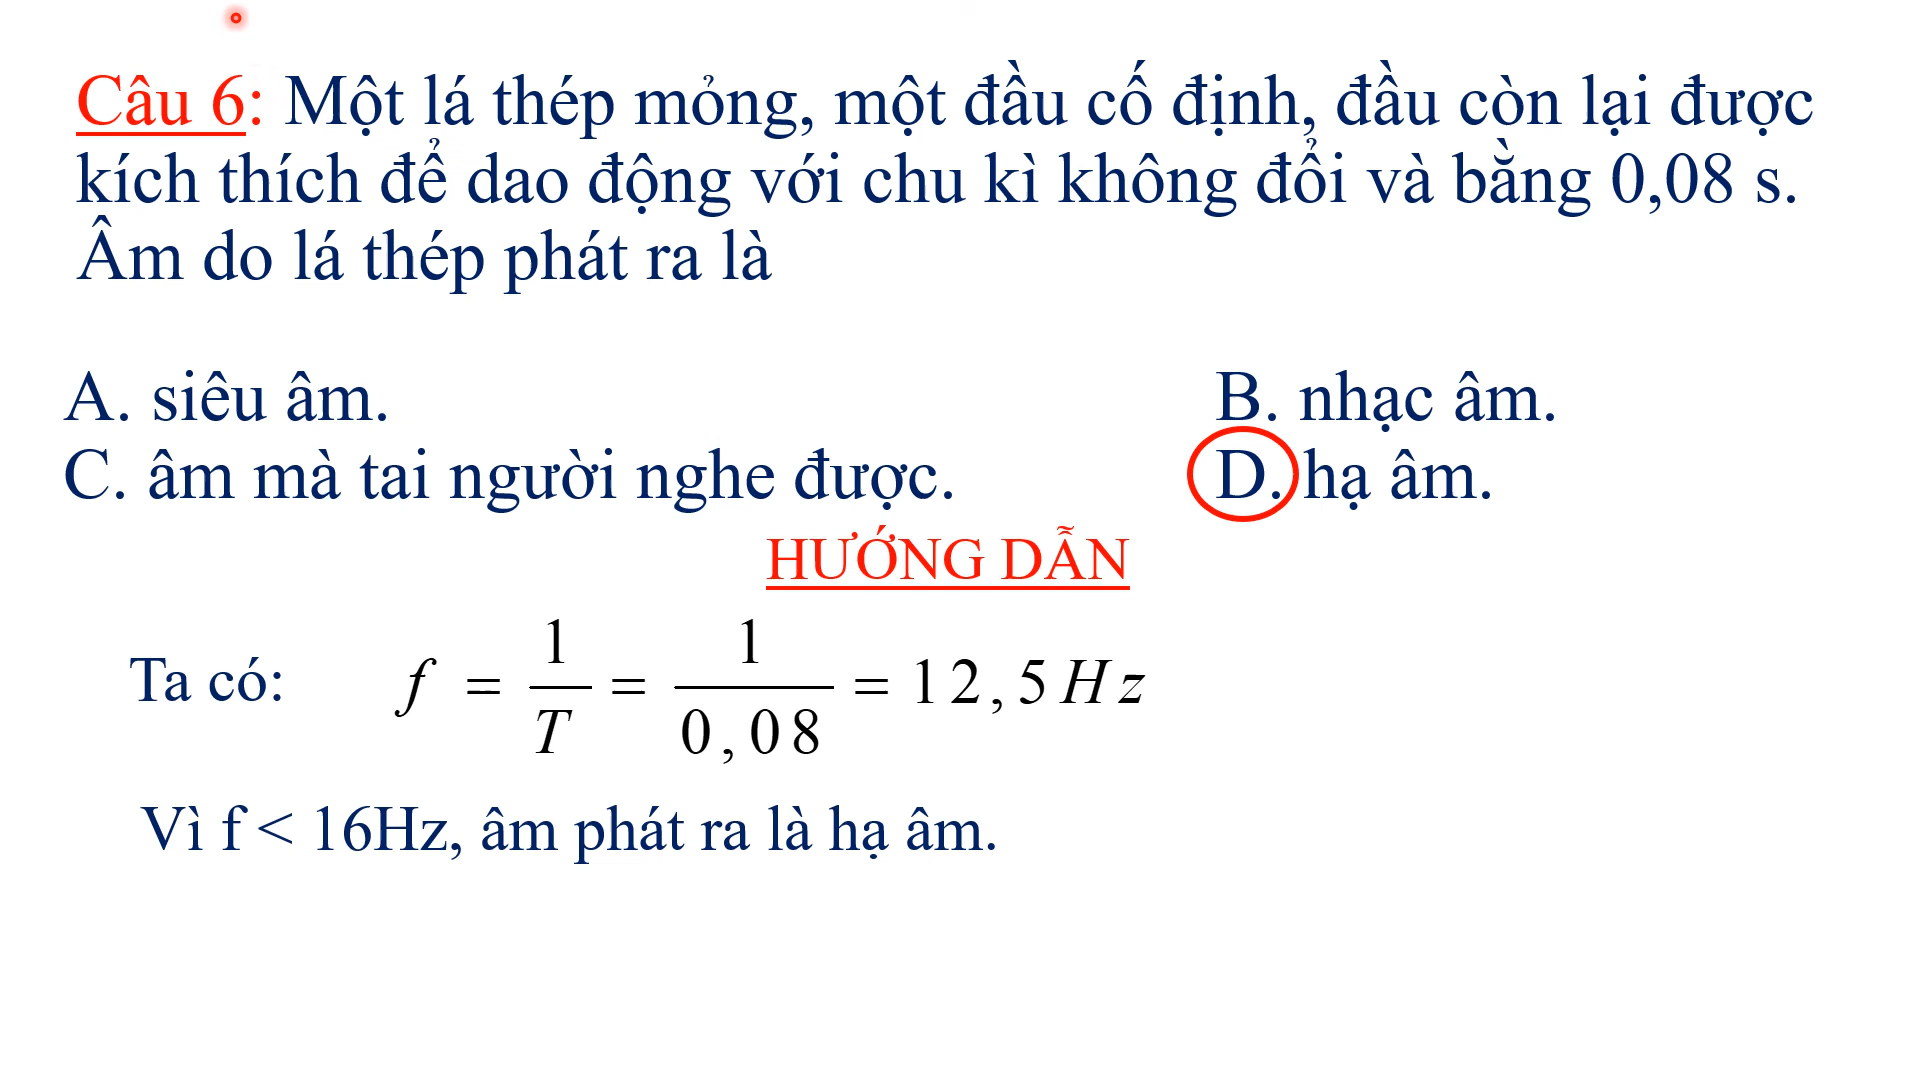 Câu 6: Một lá thép mỏng, một đầu cố định, đầu còn lại được
kích thích để dao động với chu kì không đổi và bằng 0,08 s.
Âm do lá thép phát ra là
A. siêu âm. B. nhạc âm.
C. âm mà tai người nghe được. D. hạ âm.
HƯỚNG DẪN
Ta có: f = 1/T = 1/0,08 = 12,5Hz
Vì f < 16Hz, âm phát ra là hạ âm.